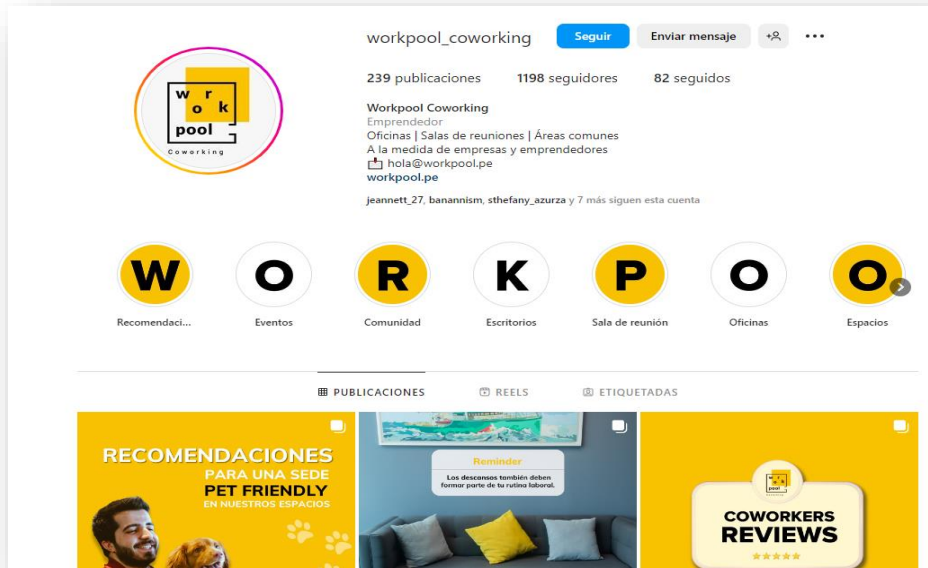 workpool_coworking Seguir Enviar mensaje
239 publicaciones 1198 seguidores 82 seguidos
w r
o k
pool
Coworking
Workpool Coworking
Emprendedor
Oficinas | Salas de reuniones | Áreas comunes
A la medida de empresas y emprendedores
hola@workpool.pe
workpool.pe
jeannett_27, banannism, sthefany_azurza y 7 más siguen esta cuenta
W O R K P O O
Recomendaci... Eventos Comunidad Escritorios Sala de reunión Oficinas Espacios
PUBLICACIONES REELS ETIQUETADAS
RECOMENDACIONES
PARA UNA SEDE
PET FRIENDLY
EN NUESTROS ESPACIOS
Reminder
Los descansos también deben
formar parte de tu rutina laboral.
COWORKERS
REVIEWS